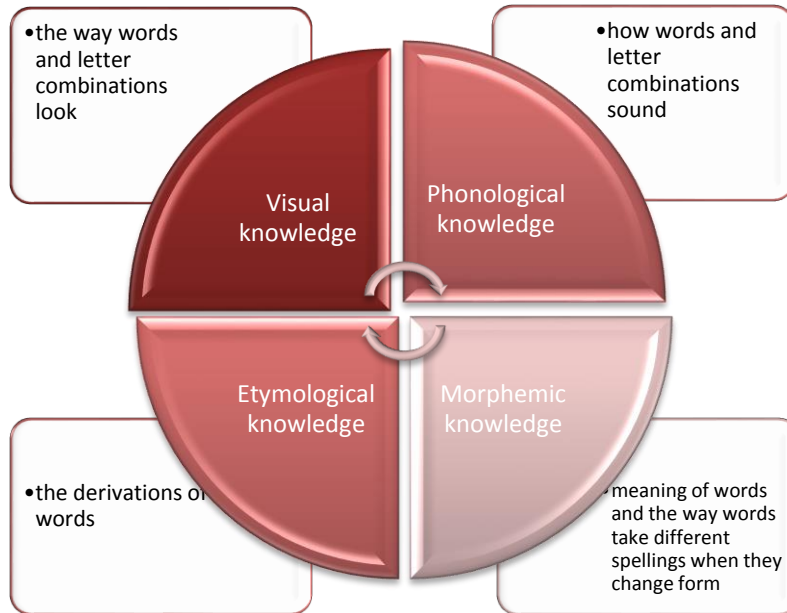 •the way words
and letter
combinations
look
•how words and
letter
combinations
sound
Visual
knowledge
Phonological
knowledge
Etymological
knowledge
Morphemic
knowledge
•the derivations of
words
•meaning of words
and the way words
take different
spellings when they
change form